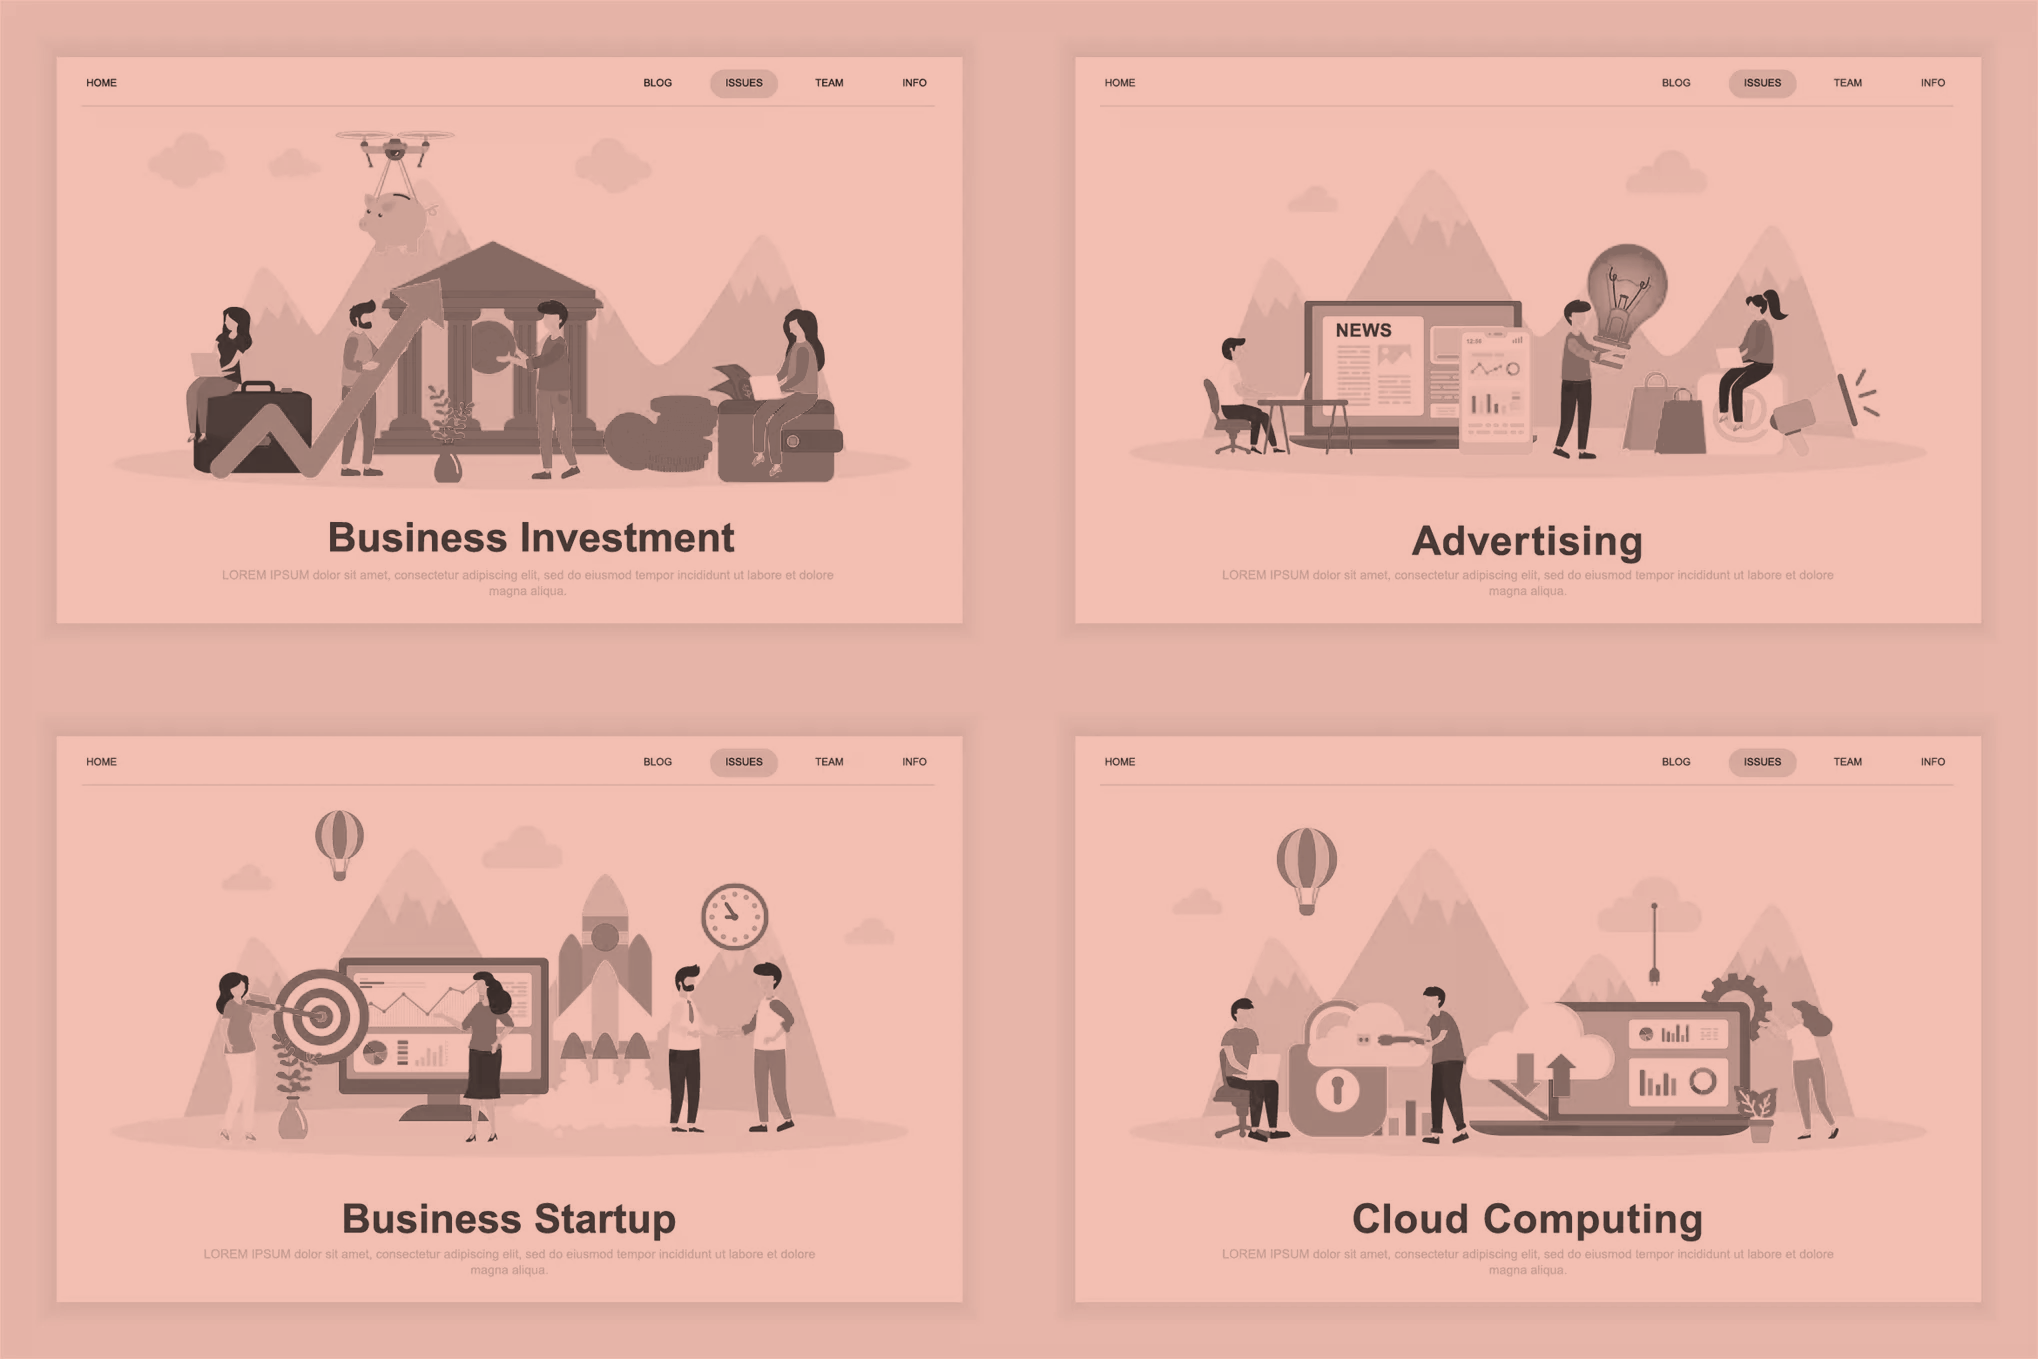 HOME BLOG ISSUES TEAM INFO
Business Investment
LOREM IPSUM dolor sit amet, consectetur adipiscing elit, sed do eiusmod tempor incididunt ut labore et dolore
magna aliqua.
HOME BLOG ISSUES TEAM INFO
NEWS
12:56
Advertising
LOREM IPSUM dolor sit amet, consectetur adipiscing elit, sed do eiusmod tempor incididunt ut labore et dolore
magna aliqua.
HOME BLOG ISSUES TEAM INFO
Business Startup
LOREM IPSUM dolor sit amet, consectetur adipiscing elit, sed do eiusmod tempor incididunt ut labore et dolore
magna aliqua.
HOME BLOG ISSUES TEAM INFO
Cloud Computing
LOREM IPSUM dolor sit amet, consectetur adipiscing elit, sed do eiusmod tempor incididunt ut labore et dolore
magna aliqua.